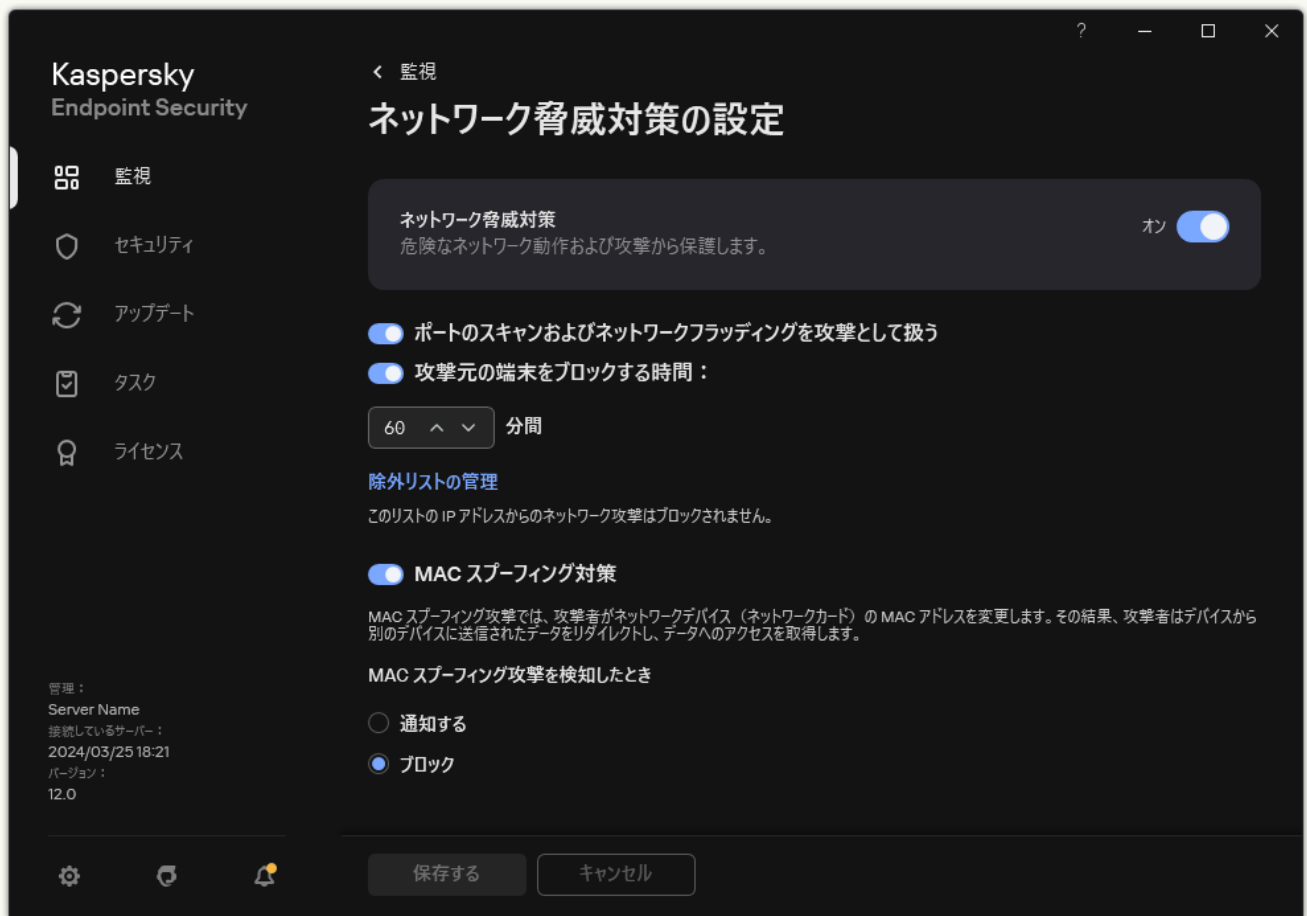 ?
Kaspersky
Endpoint Security
監視
セキュリティ
アップデート
タスク
ライセンス
管理：
Server Name
接続しているサーバー：
2024/03/25 18:21
バージョン：
12.0
監視
ネットワーク脅威対策の設定
ネットワーク脅威対策
危険なネットワーク動作および攻撃から保護します。
オン
ポートのスキャンおよびネットワークフラッディングを攻撃として扱う
攻撃元の端末をブロックする時間：
60 分間
除外リストの管理
このリストの IP アドレスからのネットワーク攻撃はブロックされません。
MAC スプーフィング対策
MAC スプーフィング攻撃では、攻撃者がネットワークデバイス（ネットワークカード）の MAC アドレスを変更します。その結果、攻撃者はデバイスから
別のデバイスに送信されたデータをリダイレクトし、データへのアクセスを取得します。
MAC スプーフィング攻撃を検知したとき
通知する
ブロック
保存する
キャンセル